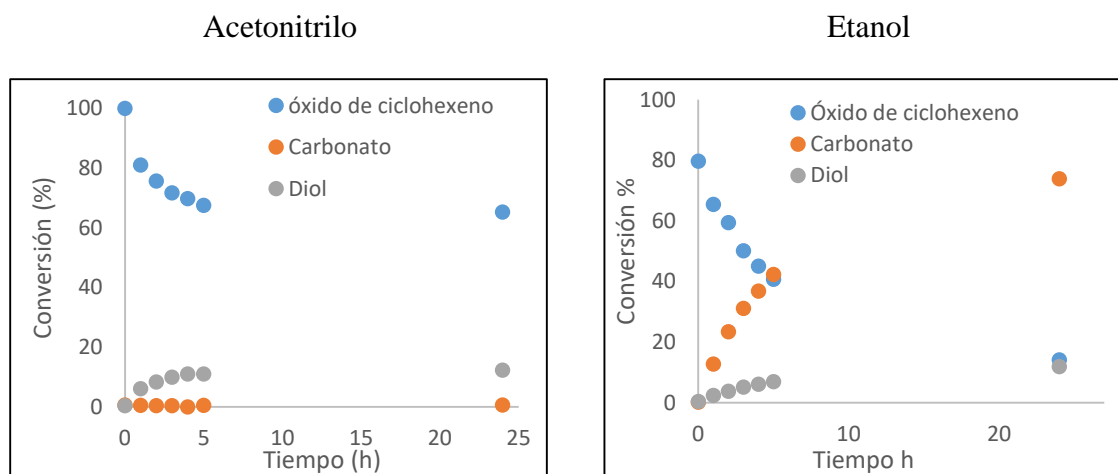 Acetonitrilo
óxido de ciclohexeno
Carbonato
Diol
Conversión (%)
100
80
60
40
20
0
0 5 10 15 20 25
Tiempo (h)
Etanol
Óxido de ciclohexeno
Carbonato
Diol
Conversión %
100
80
60
40
20
0
0 10 20
Tiempo h